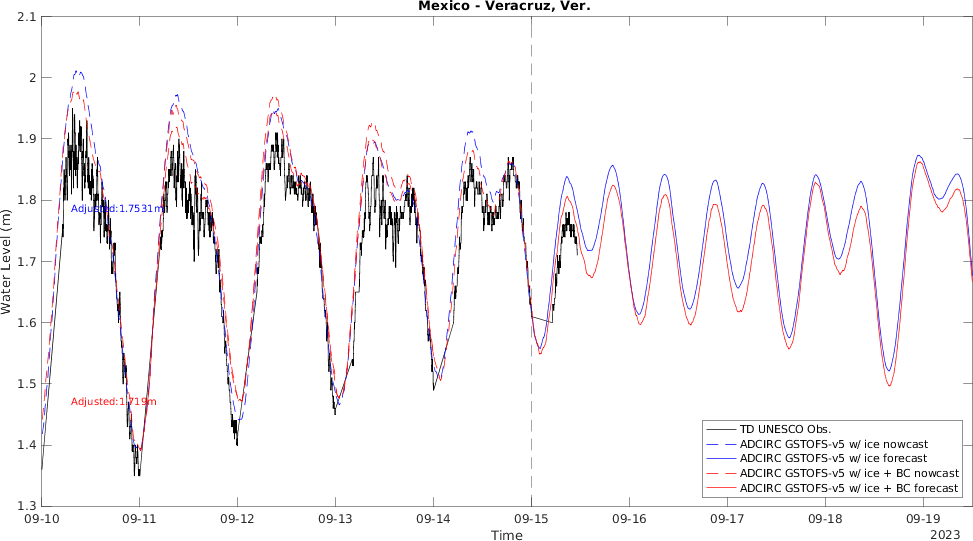 Mexico - Veracruz, Ver.
2.1
2
1.9
1.8
1.7
1.6
1.5
1.4
1.3
Water Level (m)
Adjusted:1.7531m
Adjusted:1.719m
TD UNESCO Obs.
ADCIRC GSTOFS-v5 w/ ice nowcast
ADCIRC GSTOFS-v5 w/ ice forecast
ADCIRC GSTOFS-v5 w/ ice + BC nowcast
ADCIRC GSTOFS-v5 w/ ice + BC forecast
09-10 09-11 09-12 09-13 09-14 09-15 09-16 09-17 09-18 09-19
Time
2023